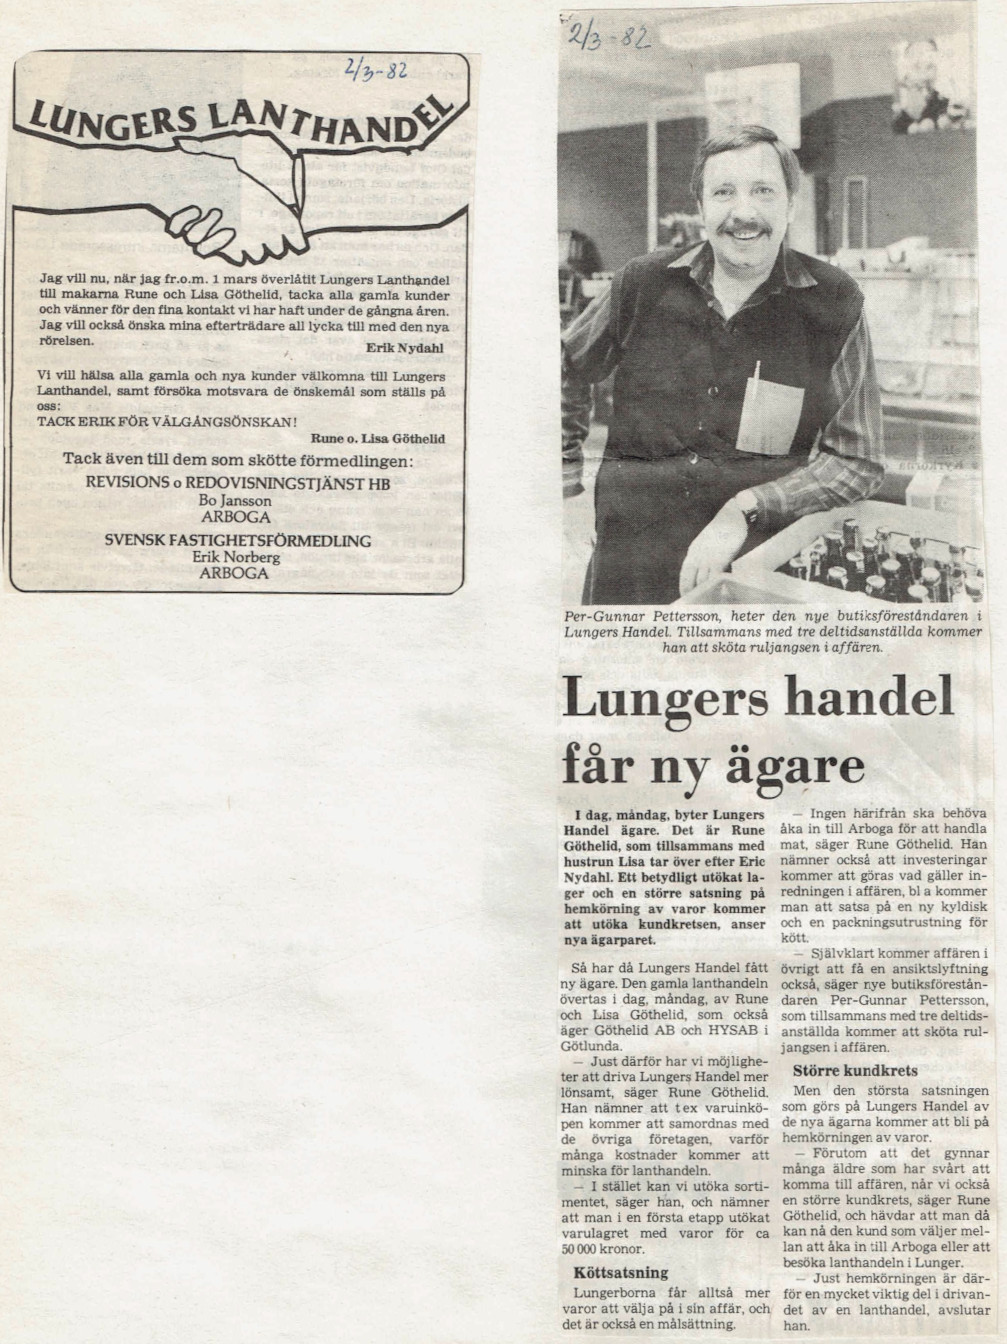 2/3-82
LUNGERS LANTHANDEL
Jag vill nu, när jag fr.o.m. 1 mars överlåtit Lungers Lanthandel
till makarna Rune och Lisa Göthelid, tacka alla gamla kunder
och vänner för den fina kontakt vi har haft under de gångna åren.
Jag vill också önska mina efterträdare all lycka till med den nya
rörelsen.
Erik Nydahl
Vi vill hälsa alla gamla och nya kunder välkomna till Lungers
Lanthandel, samt försöka motsvara de önskemål som ställs på
oss:
TACK ERIK FÖR VÄLGÅNGSÖNSKAN!
Rune o. Lisa Göthelid
Tack även till dem som skötte förmedlingen:
REVISIONS o REDOVISNINGSTJÄNST HB
Bo Jansson
ARBOGA
SVENSK FASTIGHETSFÖRMEDLING
Erik Norberg
ARBOGA
2/3-82
Per-Gunnar Pettersson, heter den nye butiksföreståndaren i
Lungers Handel. Tillsammans med tre deltidsanställda kommer
han att sköta ruljangsen i affären.
Lungers handel
får ny ägare
I dag, måndag, byter Lungers
Handel ägare. Det är Rune
Göthelid, som tillsammans med
hustrun Lisa tar över efter Eric
Nydahl. Ett betydligt utökat la-
ger och en större satsning på
hemkörning av varor kommer
att utöka kundkretsen, anser
nya ägarparet.
Så har då Lungers Handel fått
ny ägare. Den gamla lanthandeln
övertas i dag, måndag, av Rune
och Lisa Göthelid, som också
äger Göthelid AB och HYSAB i
Götlunda.
— Just därför har vi möjlighe-
ter att driva Lungers Handel mer
lönsamt, säger Rune Göthelid.
Han nämner att t ex varuinkö-
pen kommer att samordnas med
de övriga företagen, varför
många kostnader kommer att
minska för lanthandeln.
— I stället kan vi utöka sorti-
mentet, säger han, och nämner
att man i en första etapp utökat
varulagret med varor för ca
50 000 kronor.
Köttsatsning
Lungerborna får alltså mer
varor att välja på i sin affär, och
det är också en målsättning.
— Ingen härifrån ska behöva
åka in till Arboga för att handla
mat, säger Rune Göthelid. Han
nämner också att investeringar
kommer att göras vad gäller in-
redningen i affären, bl a kommer
man att satsa på en ny kyldisk
och en packningsutrustning för
kött.
— Självklart kommer affären i
övrigt att få en ansiktslyftning
också, säger nye butiksförestån-
daren Per-Gunnar Pettersson,
som tillsammans med tre deltids-
anställda kommer att sköta rul-
jangsen i affären.
Större kundkrets
Men den största satsningen
som görs på Lungers Handel av
de nya ägarna kommer att bli på
hemkörningen av varor.
— Förutom att det gynnar
många äldre som har svårt att
komma till affären, når vi också
en större kundkrets, säger Rune
Göthelid, och hävdar att man då
kan nå den kund som väljer mel-
lan att åka in till Arboga eller att
besöka lanthandeln i Lunger.
— Just hemkörningen är där-
för en mycket viktig del i drivan-
det av en lanthandel, avslutar
han.